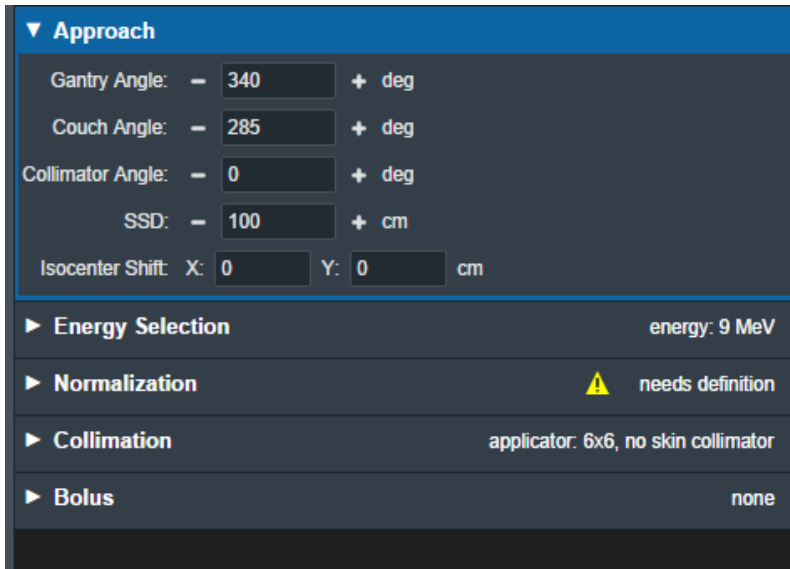 ▼ Approach
Gantry Angle: − 340 + deg
Couch Angle: − 285 + deg
Collimator Angle: − 0 + deg
SSD: − 100 + cm
Isocenter Shift: X: 0 Y: 0 cm
▶ Energy Selection energy: 9 MeV
▶ Normalization needs definition
▶ Collimation applicator: 6x6, no skin collimator
▶ Bolus none